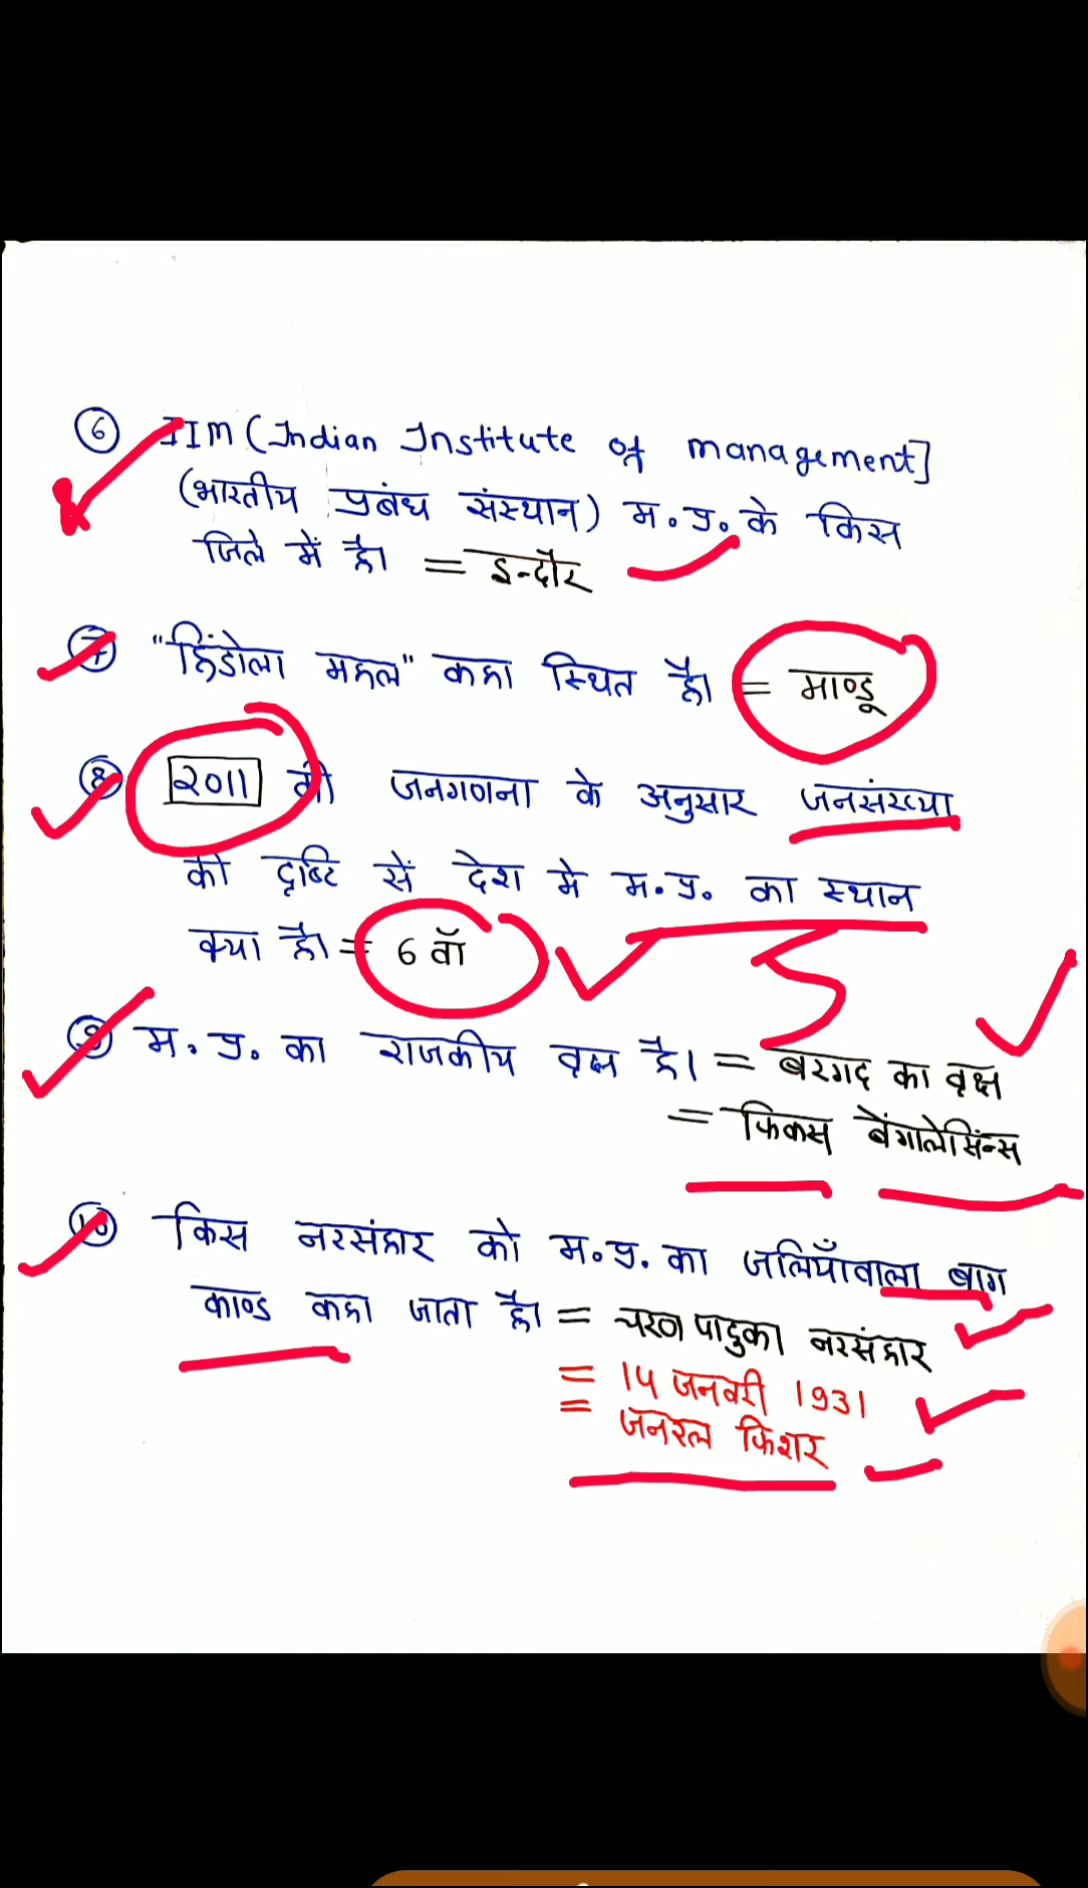 ⑥ IIM (Indian Institute of management]
(भारतीय प्रबंध संस्थान) म.प्र. के किस
जिले में है। = इन्दौर
⑦ "हिंडोला महल" कहा स्थित है। = माण्डू
⑧ 2011 की जनगणना के अनुसार जनसंख्या
की दृष्टि सें देश मे म.प्र. का स्थान
क्या है। = 6 वॉ
⑨ म.प्र. का राजकीय वृक्ष है। = बरगद का वृक्ष
= फिकस बेंगालेसिंन्स
⑩ किस नरसंहार को म.प्र. का जलियाँवाला बाग
काण्ड कहा जाता है। = चरण पादुका नरसंहार
= 14 जनवरी 1931
= जनरल फिशर